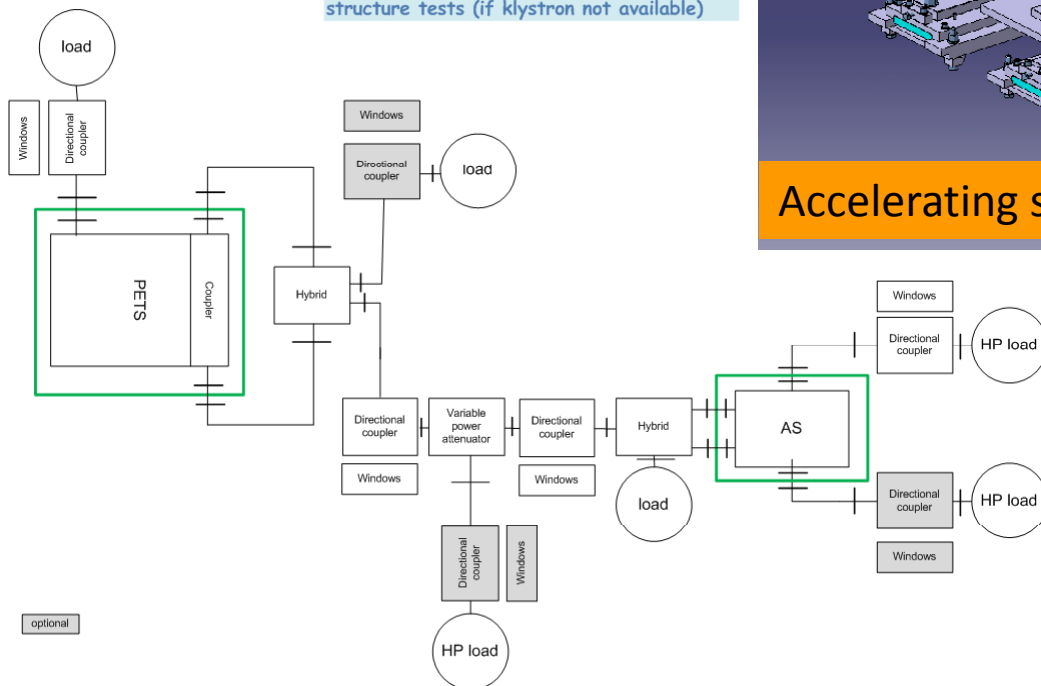 structure tests (if klystron not available)
load
Windows
Directional
coupler
PETS
Coupler
Hybrid
Windows
Directional
coupler
load
Accelerating s
Directional
coupler
Windows
Variable
power
attenuator
Directional
coupler
Windows
Hybrid
load
AS
Windows
Directional
coupler
HP load
Directional
coupler
Windows
HP load
Directional
coupler
Windows
HP load
optional